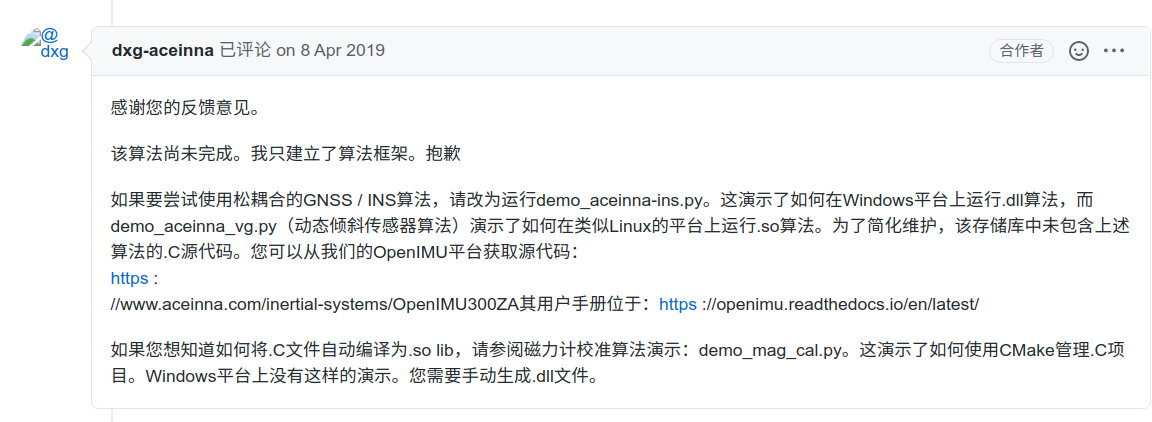 @
dxg
dxg-aceinna 已评论 on 8 Apr 2019
合作者
感谢您的反馈意见。
该算法尚未完成。我只建立了算法框架。抱歉
如果要尝试使用松耦合的GNSS / INS算法，请改为运行demo_aceinna-ins.py。这演示了如何在Windows平台上运行.dll算法，而
demo_aceinna_vg.py（动态倾斜传感器算法）演示了如何在类似Linux的平台上运行.so算法。为了简化维护，该存储库中未包含上述
算法的.C源代码。您可以从我们的OpenIMU平台获取源代码：
https :
//www.aceinna.com/inertial-systems/OpenIMU300ZA其用户手册位于：https ://openimu.readthedocs.io/en/latest/
如果您想知道如何将.C文件自动编译为.so lib，请参阅磁力计校准算法演示：demo_mag_cal.py。这演示了如何使用CMake管理.C项
目。Windows平台上没有这样的演示。您需要手动生成.dll文件。